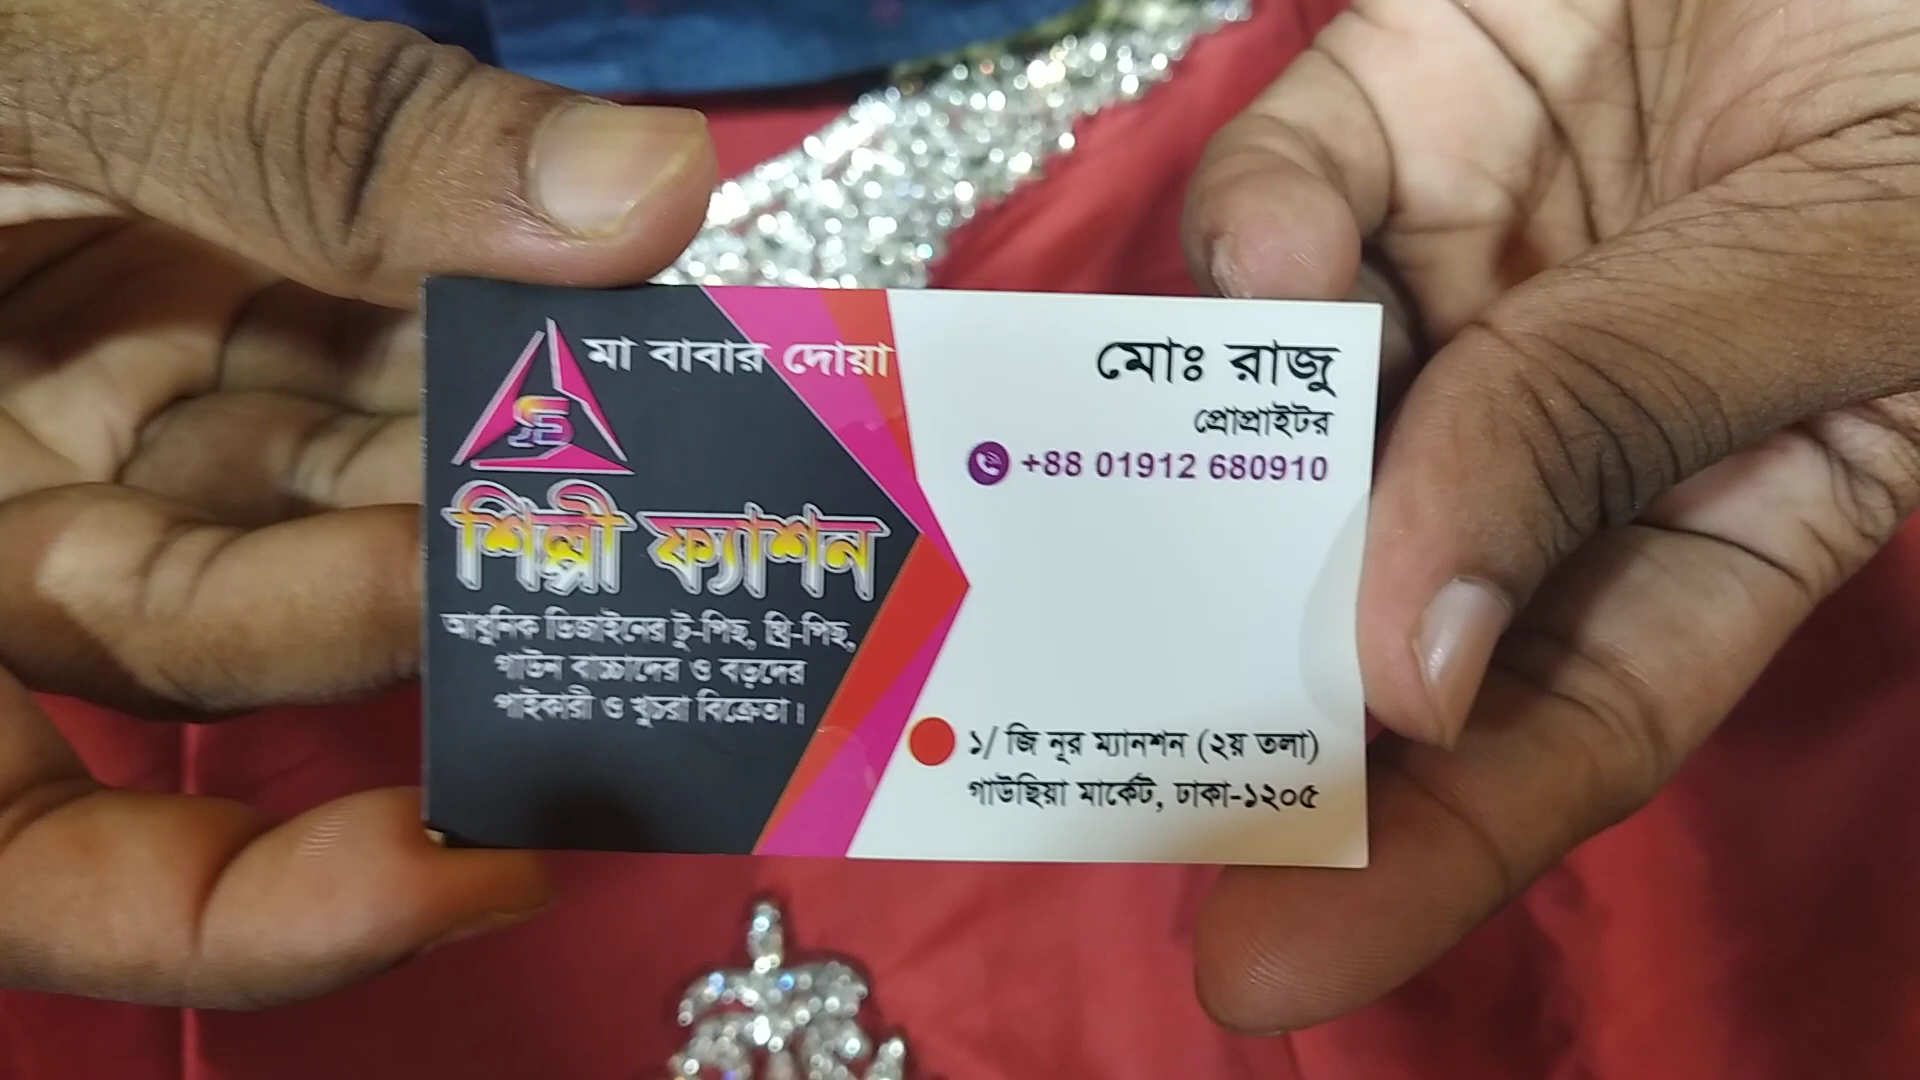 মা বাবার দোয়া
শিল্পী ফ্যাশন
আধুনিক ডিজাইনের টু-পিছ, থ্রি-পিছ,
গাউন বাচ্চাদের ও বড়দের
পাইকারী ও খুচরা বিক্রেতা।
মোঃ রাজু
প্রোপ্রাইটর
+88 01912 680910
১/ জি নূর ম্যানশন (২য় তলা)
গাউছিয়া মার্কেট, ঢাকা-১২০৫